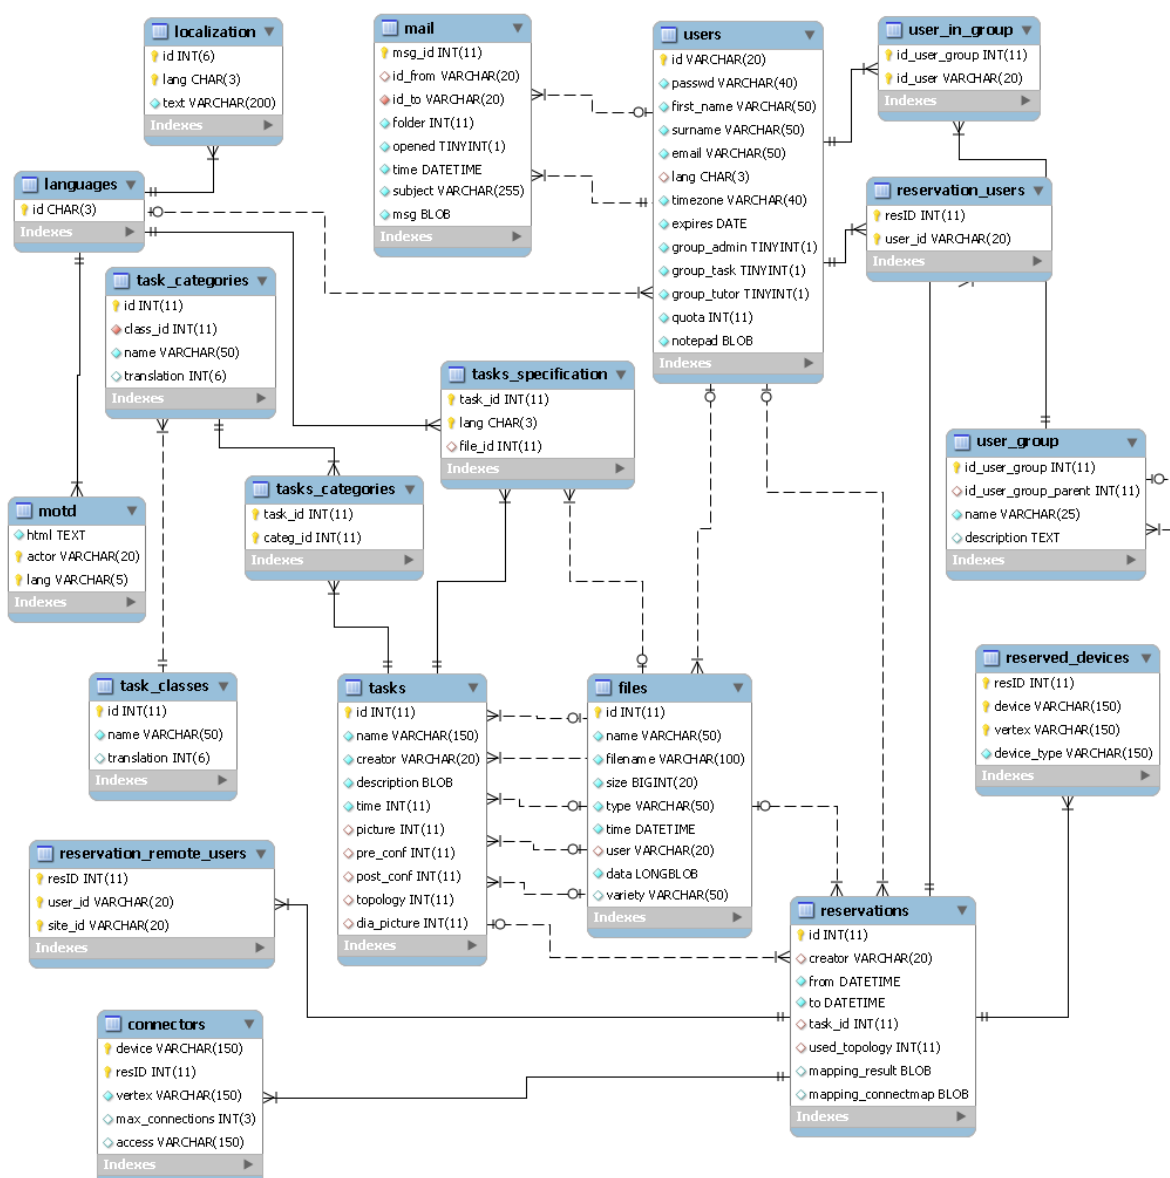 localization
id INT(6)
lang CHAR(3)
text VARCHAR(200)
Indexes
mail
msg_id INT(11)
id_from VARCHAR(20)
id_to VARCHAR(20)
folder INT(11)
opened TINYINT(1)
time DATETIME
subject VARCHAR(255)
msg BLOB
Indexes
users
id VARCHAR(20)
passwd VARCHAR(40)
first_name VARCHAR(50)
surname VARCHAR(50)
email VARCHAR(50)
lang CHAR(3)
timezone VARCHAR(40)
expires DATE
group_admin TINYINT(1)
group_task TINYINT(1)
group_tutor TINYINT(1)
quota INT(11)
notepad BLOB
Indexes
user_in_group
id_user_group INT(11)
id_user VARCHAR(20)
Indexes
languages
id CHAR(3)
Indexes
reservation_users
resID INT(11)
user_id VARCHAR(20)
Indexes
task_categories
id INT(11)
class_id INT(11)
name VARCHAR(50)
translation INT(6)
Indexes
tasks_specification
task_id INT(11)
lang CHAR(3)
file_id INT(11)
Indexes
user_group
id_user_group INT(11)
id_user_group_parent INT(11)
name VARCHAR(25)
description TEXT
Indexes
tasks_categories
task_id INT(11)
categ_id INT(11)
Indexes
motd
html TEXT
actor VARCHAR(20)
lang VARCHAR(5)
Indexes
task_classes
id INT(11)
name VARCHAR(50)
translation INT(6)
Indexes
tasks
id INT(11)
name VARCHAR(150)
creator VARCHAR(20)
description BLOB
time INT(11)
picture INT(11)
pre_conf INT(11)
post_conf INT(11)
topology INT(11)
dia_picture INT(11)
Indexes
files
id INT(11)
name VARCHAR(50)
filename VARCHAR(100)
size BIGINT(20)
type VARCHAR(50)
time DATETIME
user VARCHAR(20)
data LONGBLOB
variety VARCHAR(50)
Indexes
reserved_devices
resID INT(11)
device VARCHAR(150)
vertex VARCHAR(150)
device_type VARCHAR(150)
Indexes
reservation_remote_users
resID INT(11)
user_id VARCHAR(20)
site_id VARCHAR(20)
Indexes
reservations
id INT(11)
creator VARCHAR(20)
from DATETIME
to DATETIME
task_id INT(11)
used_topology INT(11)
mapping_result BLOB
mapping_connectmap BLOB
Indexes
connectors
device VARCHAR(150)
resID INT(11)
vertex VARCHAR(150)
max_connections INT(3)
access VARCHAR(150)
Indexes